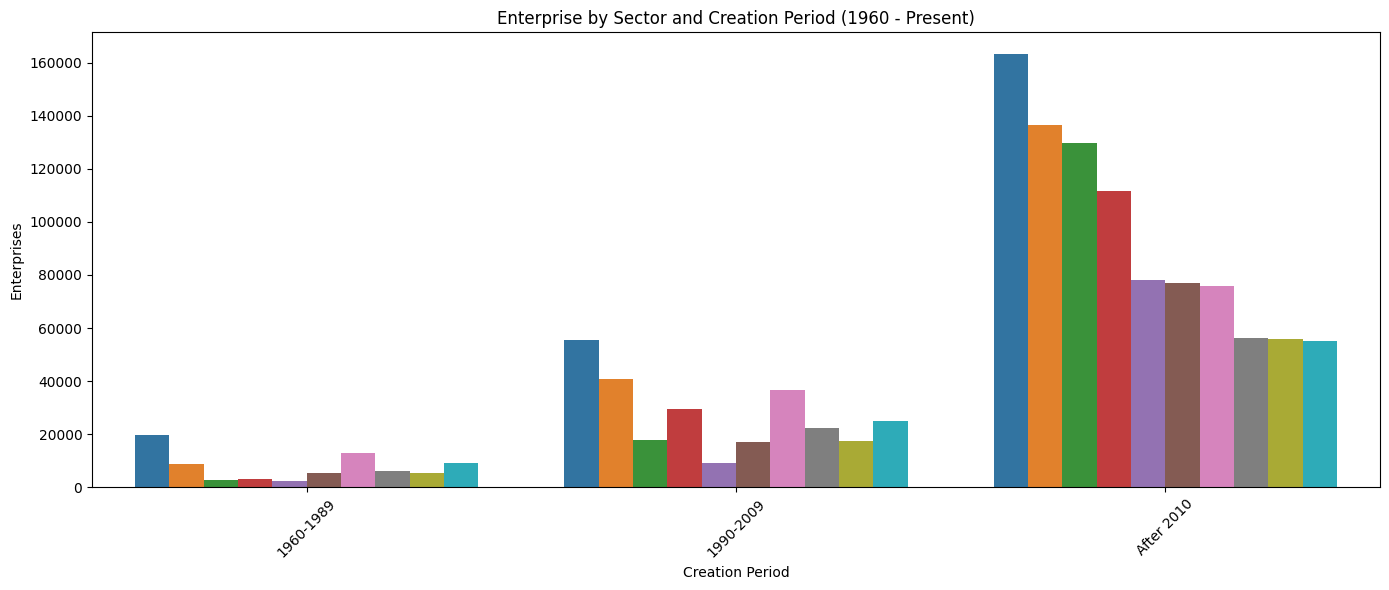 Enterprise by Sector and Creation Period (1960 - Present)
Enterprises
160000
140000
120000
100000
80000
60000
40000
20000
0
1960-1989
1990-2009
After 2010
Creation Period